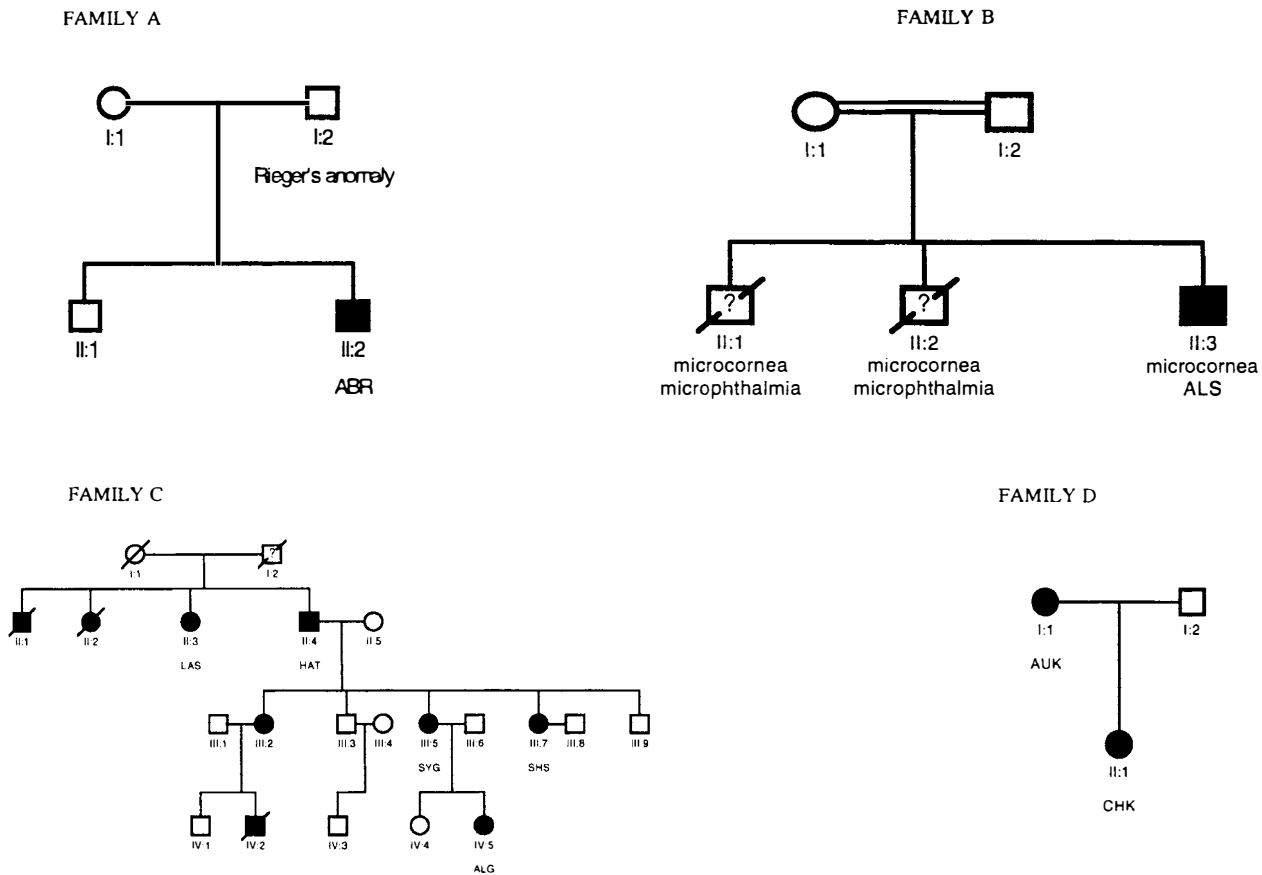 FAMILY A
I:1
I:2
Rieger's anomaly
II:1
II:2
ABR
FAMILY B
I:1
I:2
?
?
II:1
II:2
II:3
microcornea
microphthalmia
microcornea
microphthalmia
microcornea
ALS
FAMILY C
?
I:1
I:2
II:1
II:2
II:3
II:4
II:5
LAS
HAT
III:1
III:2
III:3
III:4
III:5
III:6
III:7
III:8
III:9
SYG
SHS
IV:1
IV:2
IV:3
IV:4
IV:5
ALG
FAMILY D
I:1
I:2
AUK
II:1
CHK